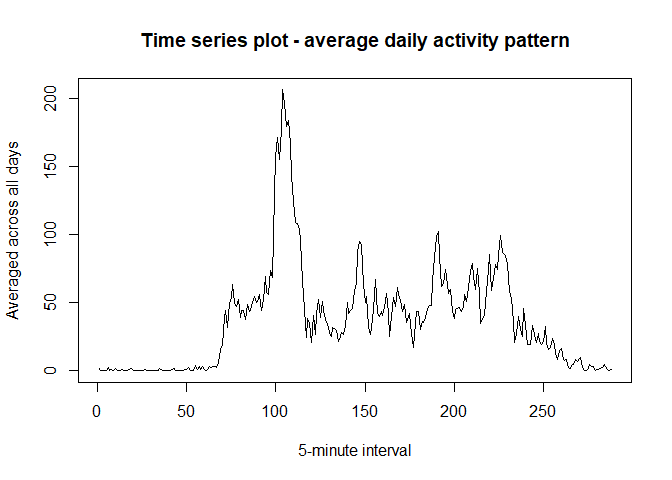 Time series plot - average daily activity pattern
Averaged across all days
200
150
100
50
0
0 50 100 150 200 250
5-minute interval